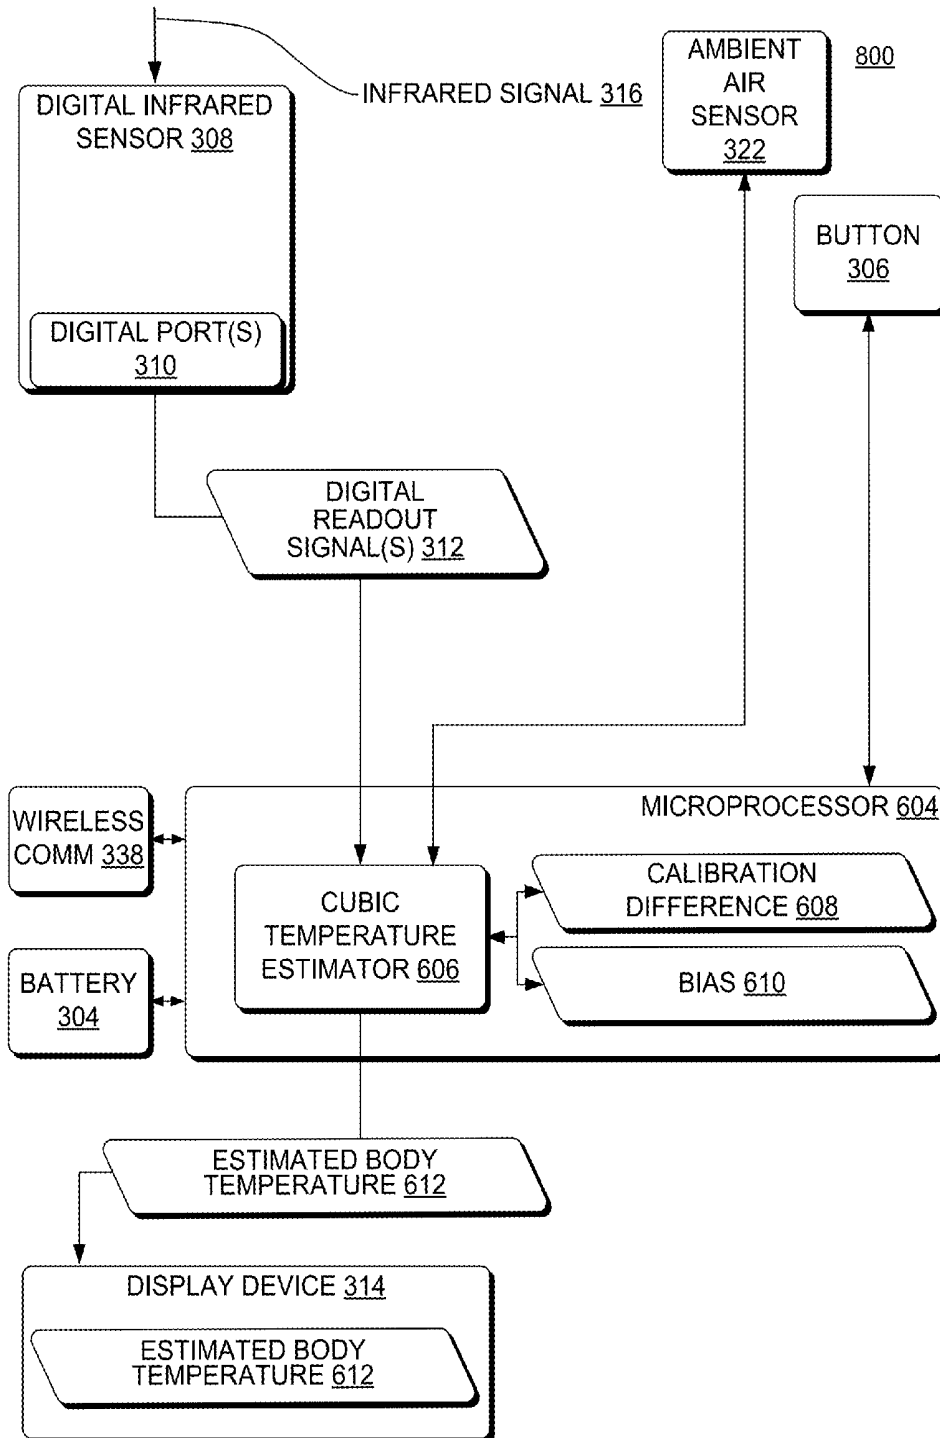 INFRARED SIGNAL 316
DIGITAL INFRARED
SENSOR 308
DIGITAL PORT(S)
310
AMBIENT
AIR
SENSOR
322
800
BUTTON
306
DIGITAL
READOUT
SIGNAL(S) 312
MICROPROCESSOR 604
WIRELESS
COMM 338
BATTERY
304
CUBIC
TEMPERATURE
ESTIMATOR 606
CALIBRATION
DIFFERENCE 608
BIAS 610
ESTIMATED BODY
TEMPERATURE 612
DISPLAY DEVICE 314
ESTIMATED BODY
TEMPERATURE 612